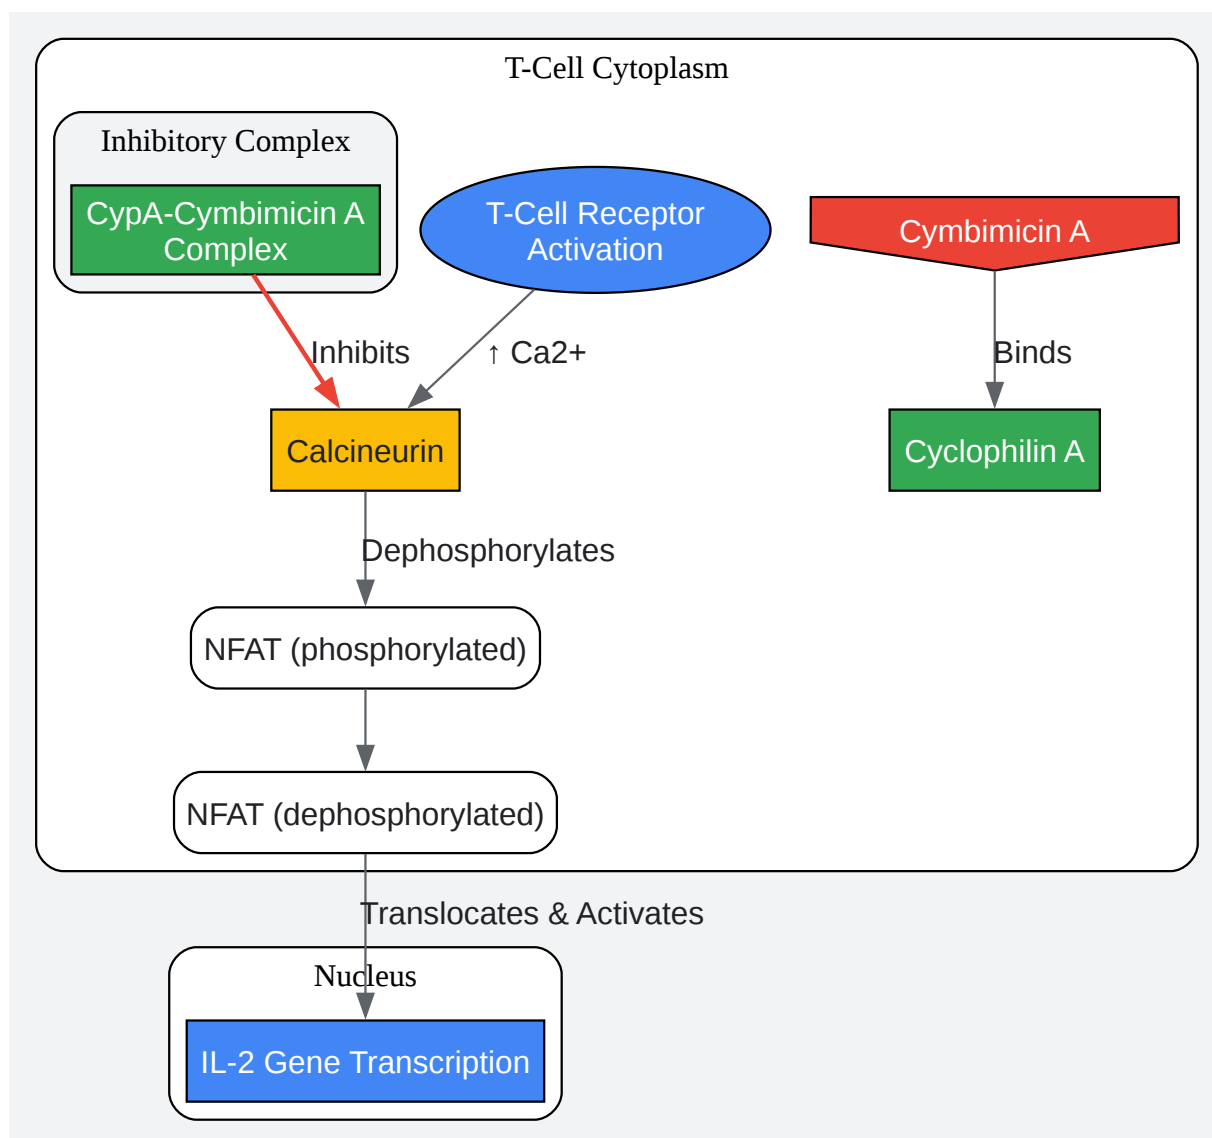 T-Cell Cytoplasm
Inhibitory Complex
CypA-Cymbimicin A
Complex
T-Cell Receptor
Activation
Cymbimicin A
Inhibits
↑ Ca2+
Binds
Calcineurin
Cyclophilin A
Dephosphorylates
NFAT (phosphorylated)
NFAT (dephosphorylated)
Translocates & Activates
Nucleus
IL-2 Gene Transcription